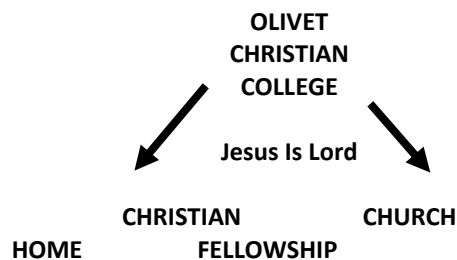 OLIVET
CHRISTIAN
COLLEGE
Jesus Is Lord
CHRISTIAN CHURCH
HOME FELLOWSHIP